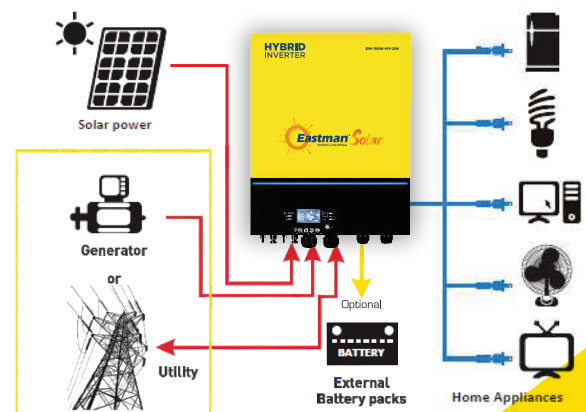 HYBRID
INVERTER
Eastman Solar
Solar power
Generator
or
Utility
Optional
BATTERY
External
Battery packs
Home Appliances